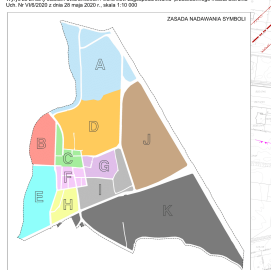 Uch. Nr VI/8/2020 z dnia 28 maja 2020 r., skala 1:10 000
ZASADA NADAWANIA SYMBOLI
A
D
J
B
C
G
F
E
H
I
K